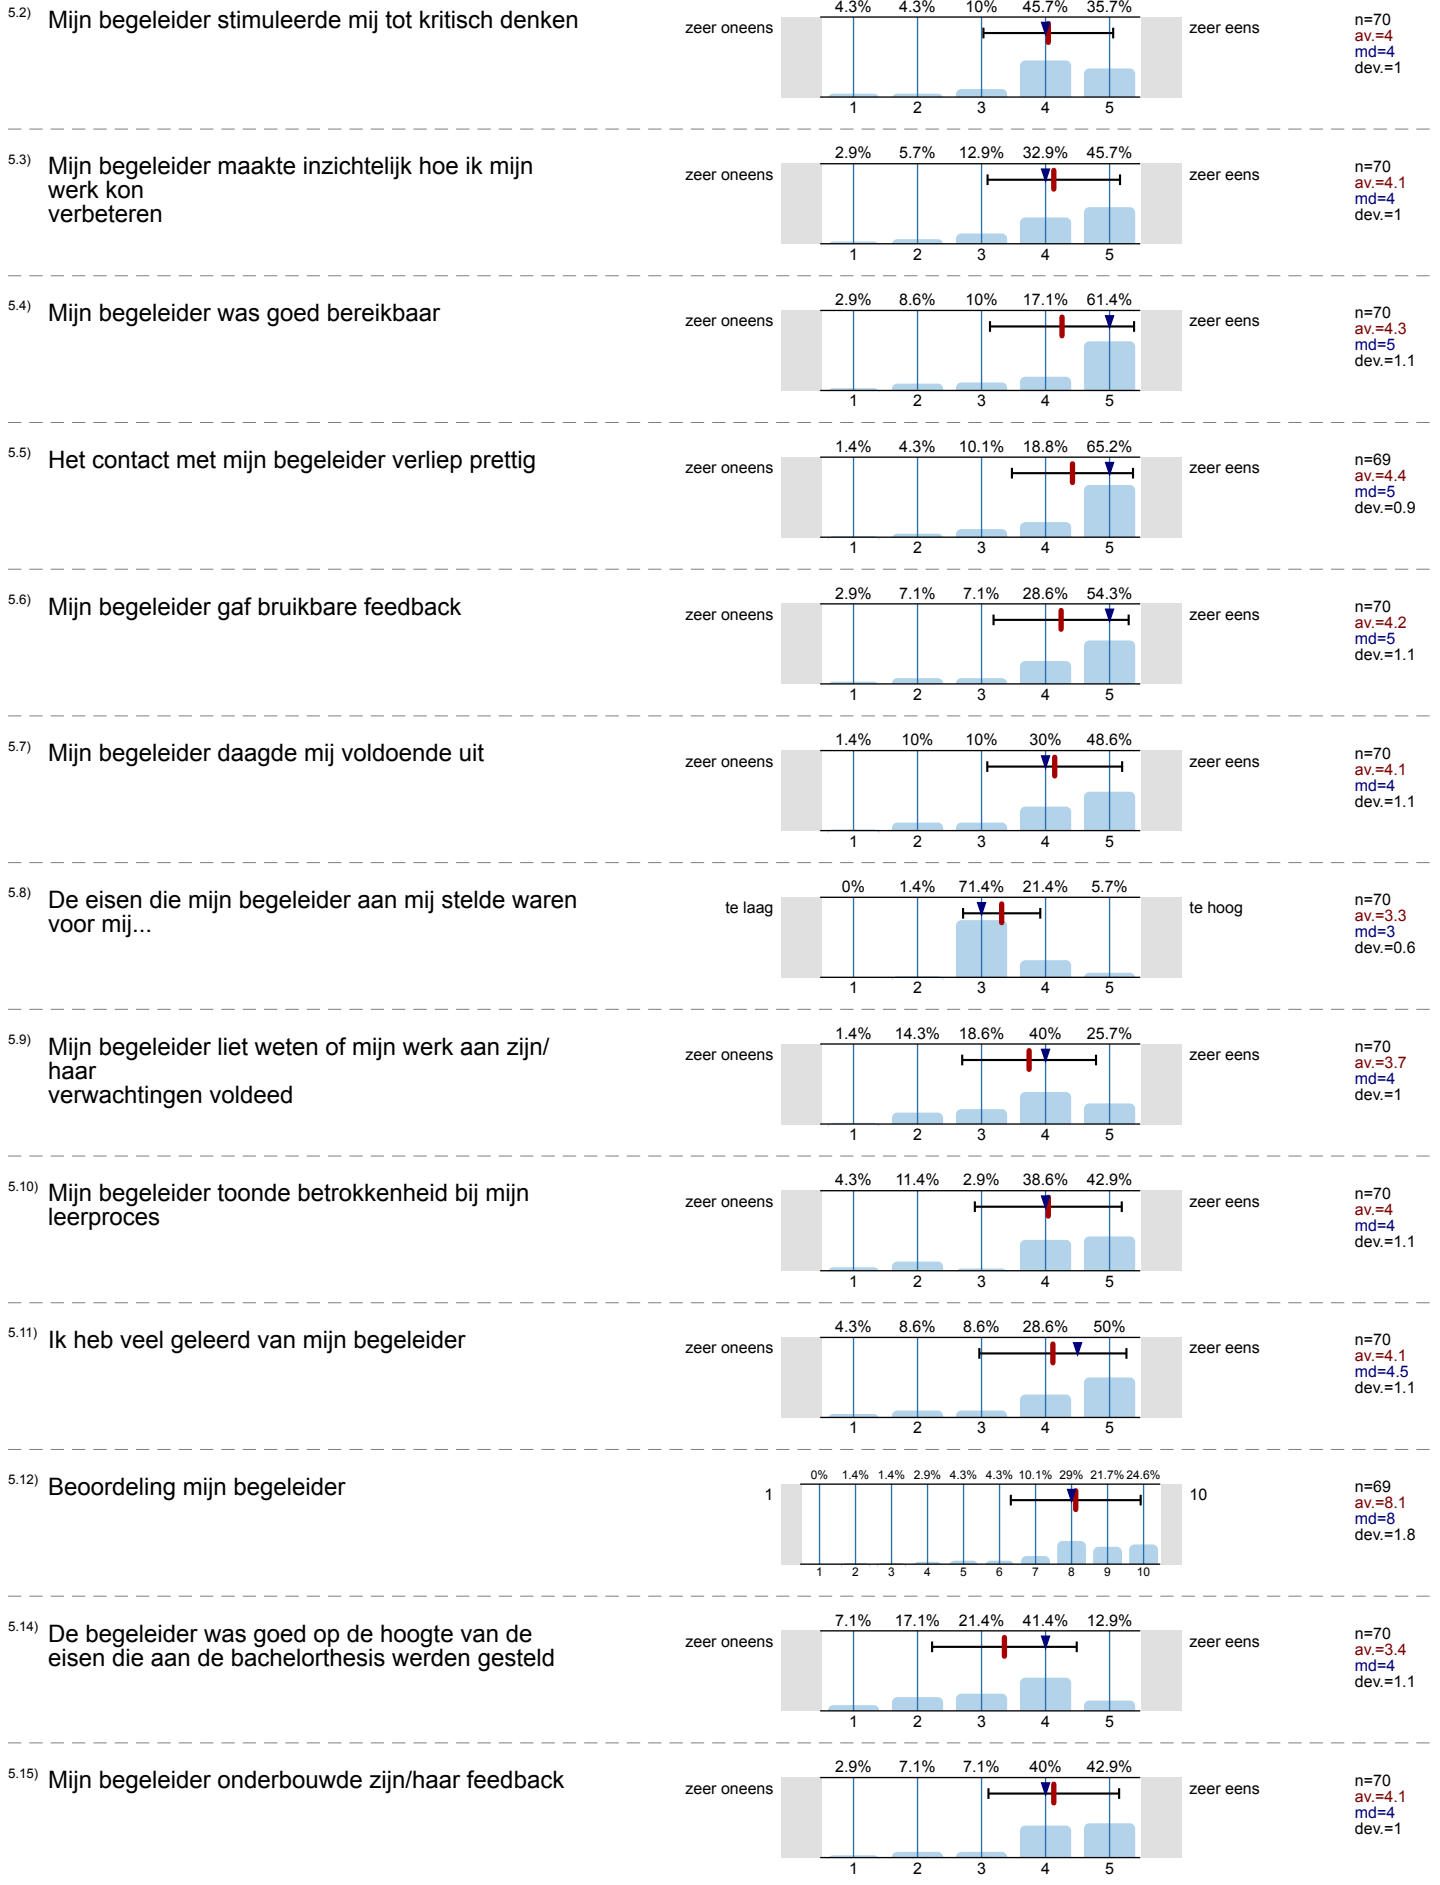 5.2) Mijn begeleider stimuleerde mij tot kritisch denken
zeer oneens
4.3% 4.3% 10% 45.7% 35.7%
1 2 3 4 5
zeer eens
n=70
av.=4
md=4
dev.=1
5.3) Mijn begeleider maakte inzichtelijk hoe ik mijn
werk kon
verbeteren
zeer oneens
2.9% 5.7% 12.9% 32.9% 45.7%
1 2 3 4 5
zeer eens
n=70
av.=4.1
md=4
dev.=1
5.4) Mijn begeleider was goed bereikbaar
zeer oneens
2.9% 8.6% 10% 17.1% 61.4%
1 2 3 4 5
zeer eens
n=70
av.=4.3
md=5
dev.=1.1
5.5) Het contact met mijn begeleider verliep prettig
zeer oneens
1.4% 4.3% 10.1% 18.8% 65.2%
1 2 3 4 5
zeer eens
n=69
av.=4.4
md=5
dev.=0.9
5.6) Mijn begeleider gaf bruikbare feedback
zeer oneens
2.9% 7.1% 7.1% 28.6% 54.3%
1 2 3 4 5
zeer eens
n=70
av.=4.2
md=5
dev.=1.1
5.7) Mijn begeleider daagde mij voldoende uit
zeer oneens
1.4% 10% 10% 30% 48.6%
1 2 3 4 5
zeer eens
n=70
av.=4.1
md=4
dev.=1.1
5.8) De eisen die mijn begeleider aan mij stelde waren
voor mij...
te laag
0% 1.4% 71.4% 21.4% 5.7%
1 2 3 4 5
te hoog
n=70
av.=3.3
md=3
dev.=0.6
5.9) Mijn begeleider liet weten of mijn werk aan zijn/
haar
verwachtingen voldeed
zeer oneens
1.4% 14.3% 18.6% 40% 25.7%
1 2 3 4 5
zeer eens
n=70
av.=3.7
md=4
dev.=1
5.10) Mijn begeleider toonde betrokkenheid bij mijn
leerproces
zeer oneens
4.3% 11.4% 2.9% 38.6% 42.9%
1 2 3 4 5
zeer eens
n=70
av.=4
md=4
dev.=1.1
5.11) Ik heb veel geleerd van mijn begeleider
zeer oneens
4.3% 8.6% 8.6% 28.6% 50%
1 2 3 4 5
zeer eens
n=70
av.=4.1
md=4.5
dev.=1.1
5.12) Beoordeling mijn begeleider
1
0% 1.4% 1.4% 2.9% 4.3% 4.3% 10.1% 29% 21.7% 24.6%
1 2 3 4 5 6 7 8 9 10
10
n=69
av.=8.1
md=8
dev.=1.8
5.14) De begeleider was goed op de hoogte van de
eisen die aan de bachelorthesis werden gesteld
zeer oneens
7.1% 17.1% 21.4% 41.4% 12.9%
1 2 3 4 5
zeer eens
n=70
av.=3.4
md=4
dev.=1.1
5.15) Mijn begeleider onderbouwde zijn/haar feedback
zeer oneens
2.9% 7.1% 7.1% 40% 42.9%
1 2 3 4 5
zeer eens
n=70
av.=4.1
md=4
dev.=1